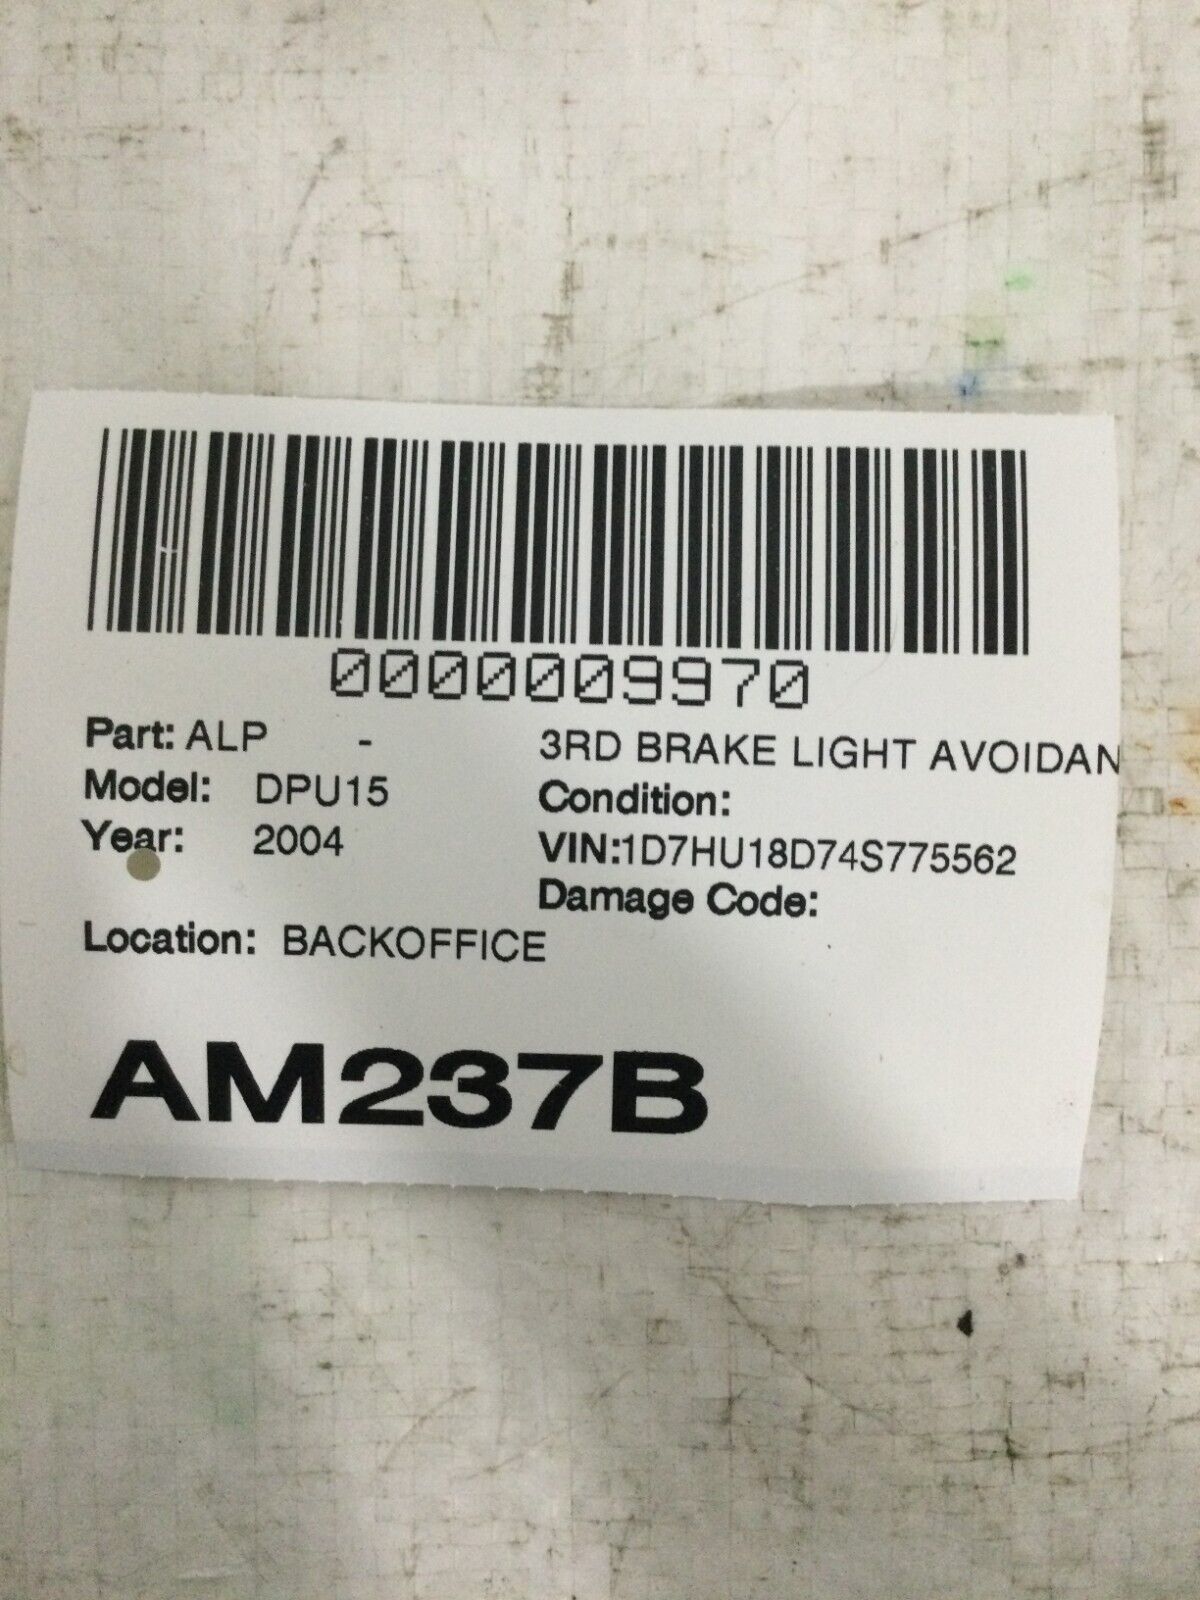 0000009970
Part: ALP - 3RD BRAKE LIGHT AVOIDAN
Model: DPU15 Condition:
Year: 2004 VIN:1D7HU18D74S775562
Damage Code:
Location: BACKOFFICE
AM237B